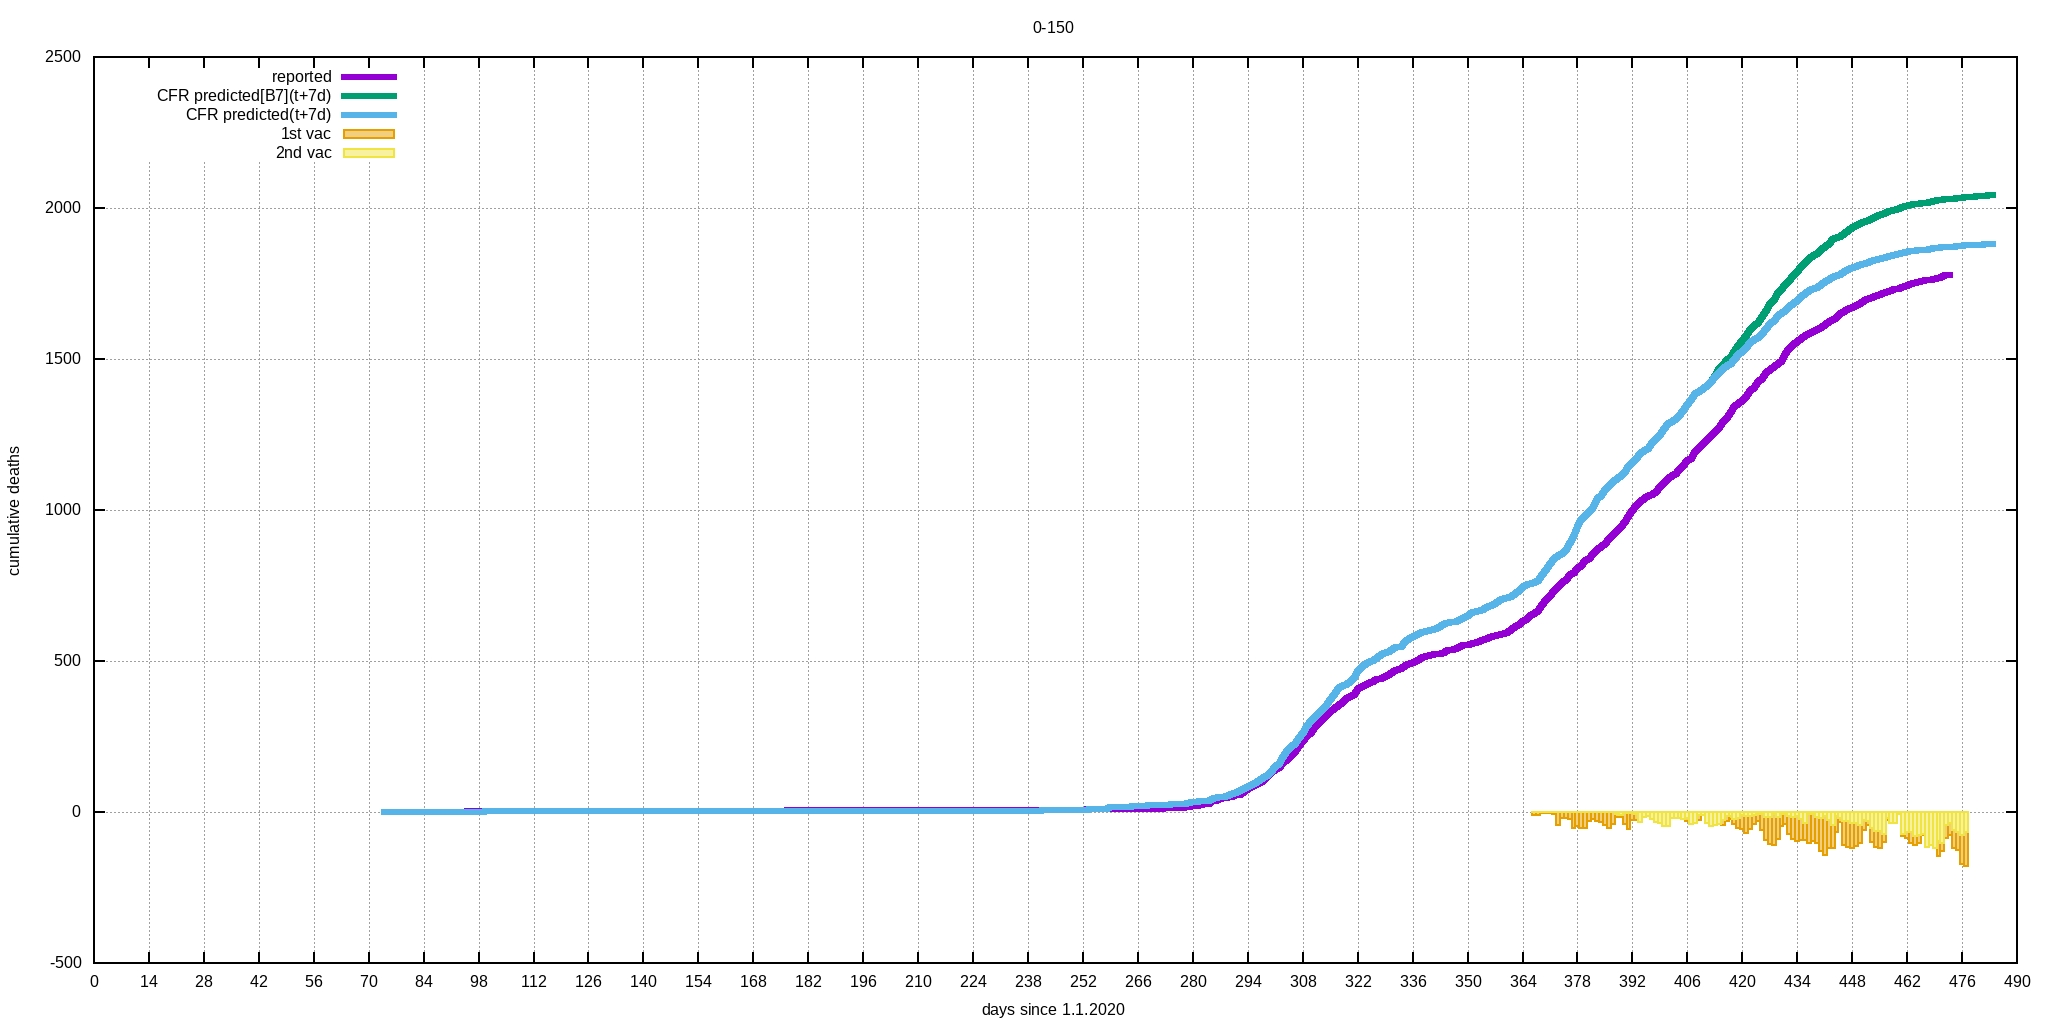 0-150
2500
2000
1500
1000
500
0
-500
cumulative deaths
reported
CFR predicted[B7](t+7d)
CFR predicted(t+7d)
1st vac
2nd vac
0 14 28 42 56 70 84 98 112 126 140 154 168 182 196 210 224 238 252 266 280 294 308 322 336 350 364 378 392 406 420 434 448 462 476 490
days since 1.1.2020